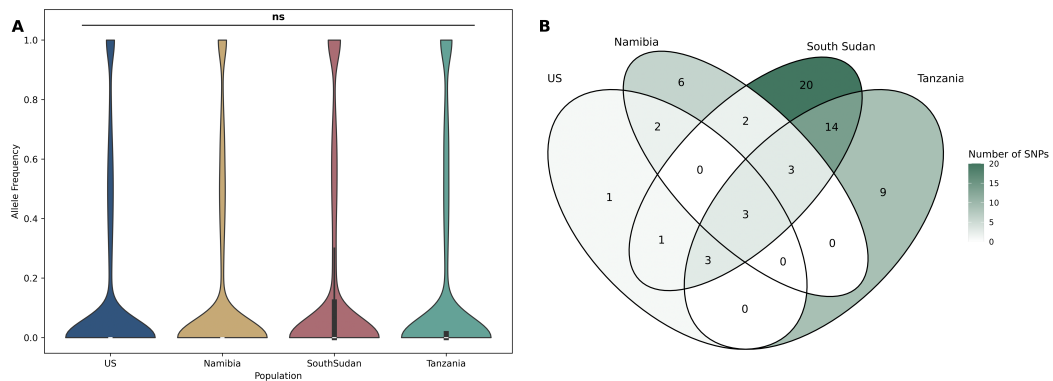 A
ns
1.0
0.8
0.6
0.4
0.2
0.0
Allele Frequency
US
Namibia
SouthSudan
Tanzania
Population
B
Namibia
South Sudan
US
Tanzania
6
20
2
2
14
0
3
1
9
3
1
0
3
0
0
Number of SNPs
20
15
10
5
0